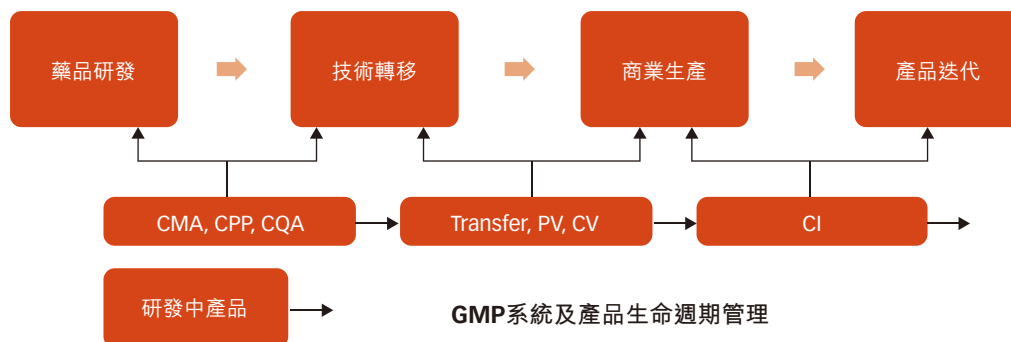 藥品研發
技術轉移
商業生產
產品迭代
CMA, CPP, CQA
Transfer, PV, CV
CI
研發中產品
GMP系統及產品生命週期管理